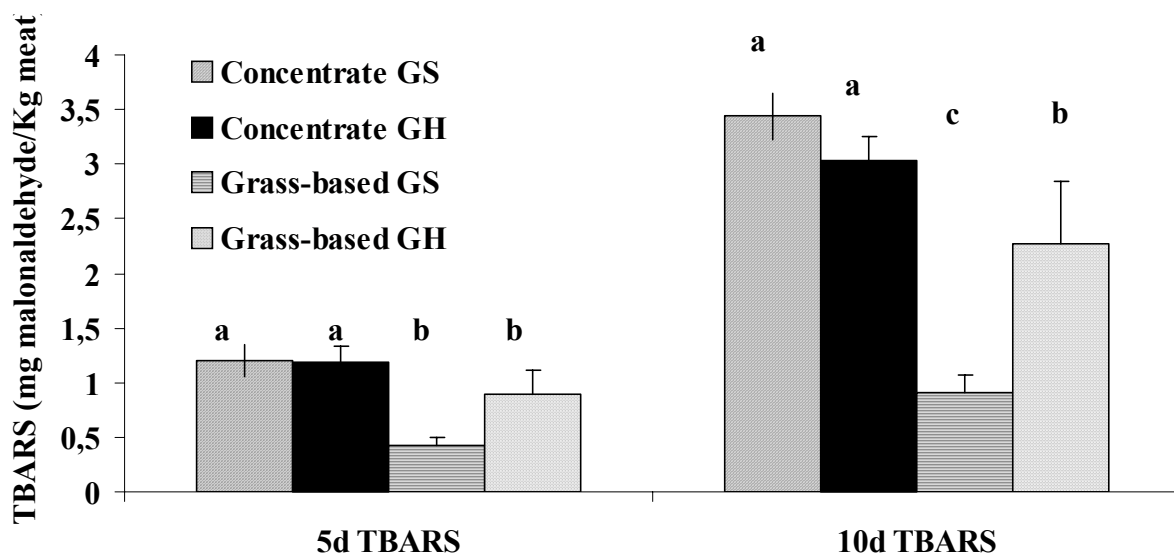 TBARS (mg malonaldehyde/Kg meat
4
3,5
3
2,5
2
1,5
1
0,5
0
Concentrate GS
Concentrate GH
Grass-based GS
Grass-based GH
a
a
b
b
a
a
c
b
5d TBARS
10d TBARS